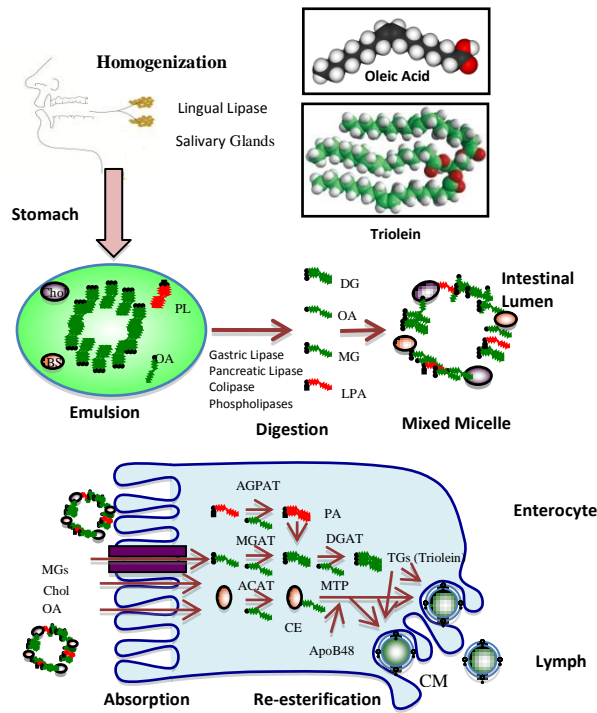 Homogenization
Oleic Acid
Lingual Lipase
Salivary Glands
Triolein
Stomach
Chol
PL
BS
OA
Emulsion
Gastric Lipase
Pancreatic Lipase
Colipase
Phospholipases
Digestion
DG
OA
MG
LPA
Intestinal
Lumen
Mixed Micelle
AGPAT
PA
Enterocyte
MGAT
DGAT
TGs (Triolein)
MGs
Chol
OA
ACAT
MTP
CE
ApoB48
CM
Lymph
Absorption
Re-esterification